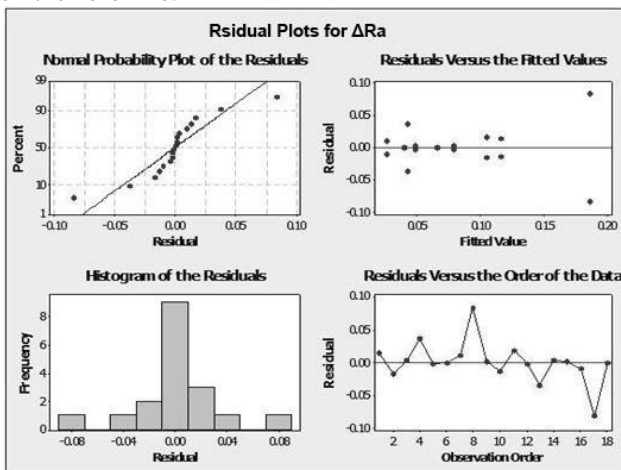 Rsidual Plots for ΔRa
Normal Probability Plot of the Residuals
99
90
50
10
1
Percent
-0.10 -0.05 0.00 0.05 0.10
Residual
Residuals Versus the Fitted Values
0.10
0.05
0.00
-0.05
-0.10
Residual
0.05 0.10 0.15 0.20
Fitted Value
Histogram of the Residuals
8
6
4
2
0
Frequency
-0.08 -0.04 0.00 0.04 0.08
Residual
Residuals Versus the Order of the Data
0.10
0.05
0.00
-0.05
-0.10
Residual
2 4 6 8 10 12 14 16 18
Observation Order